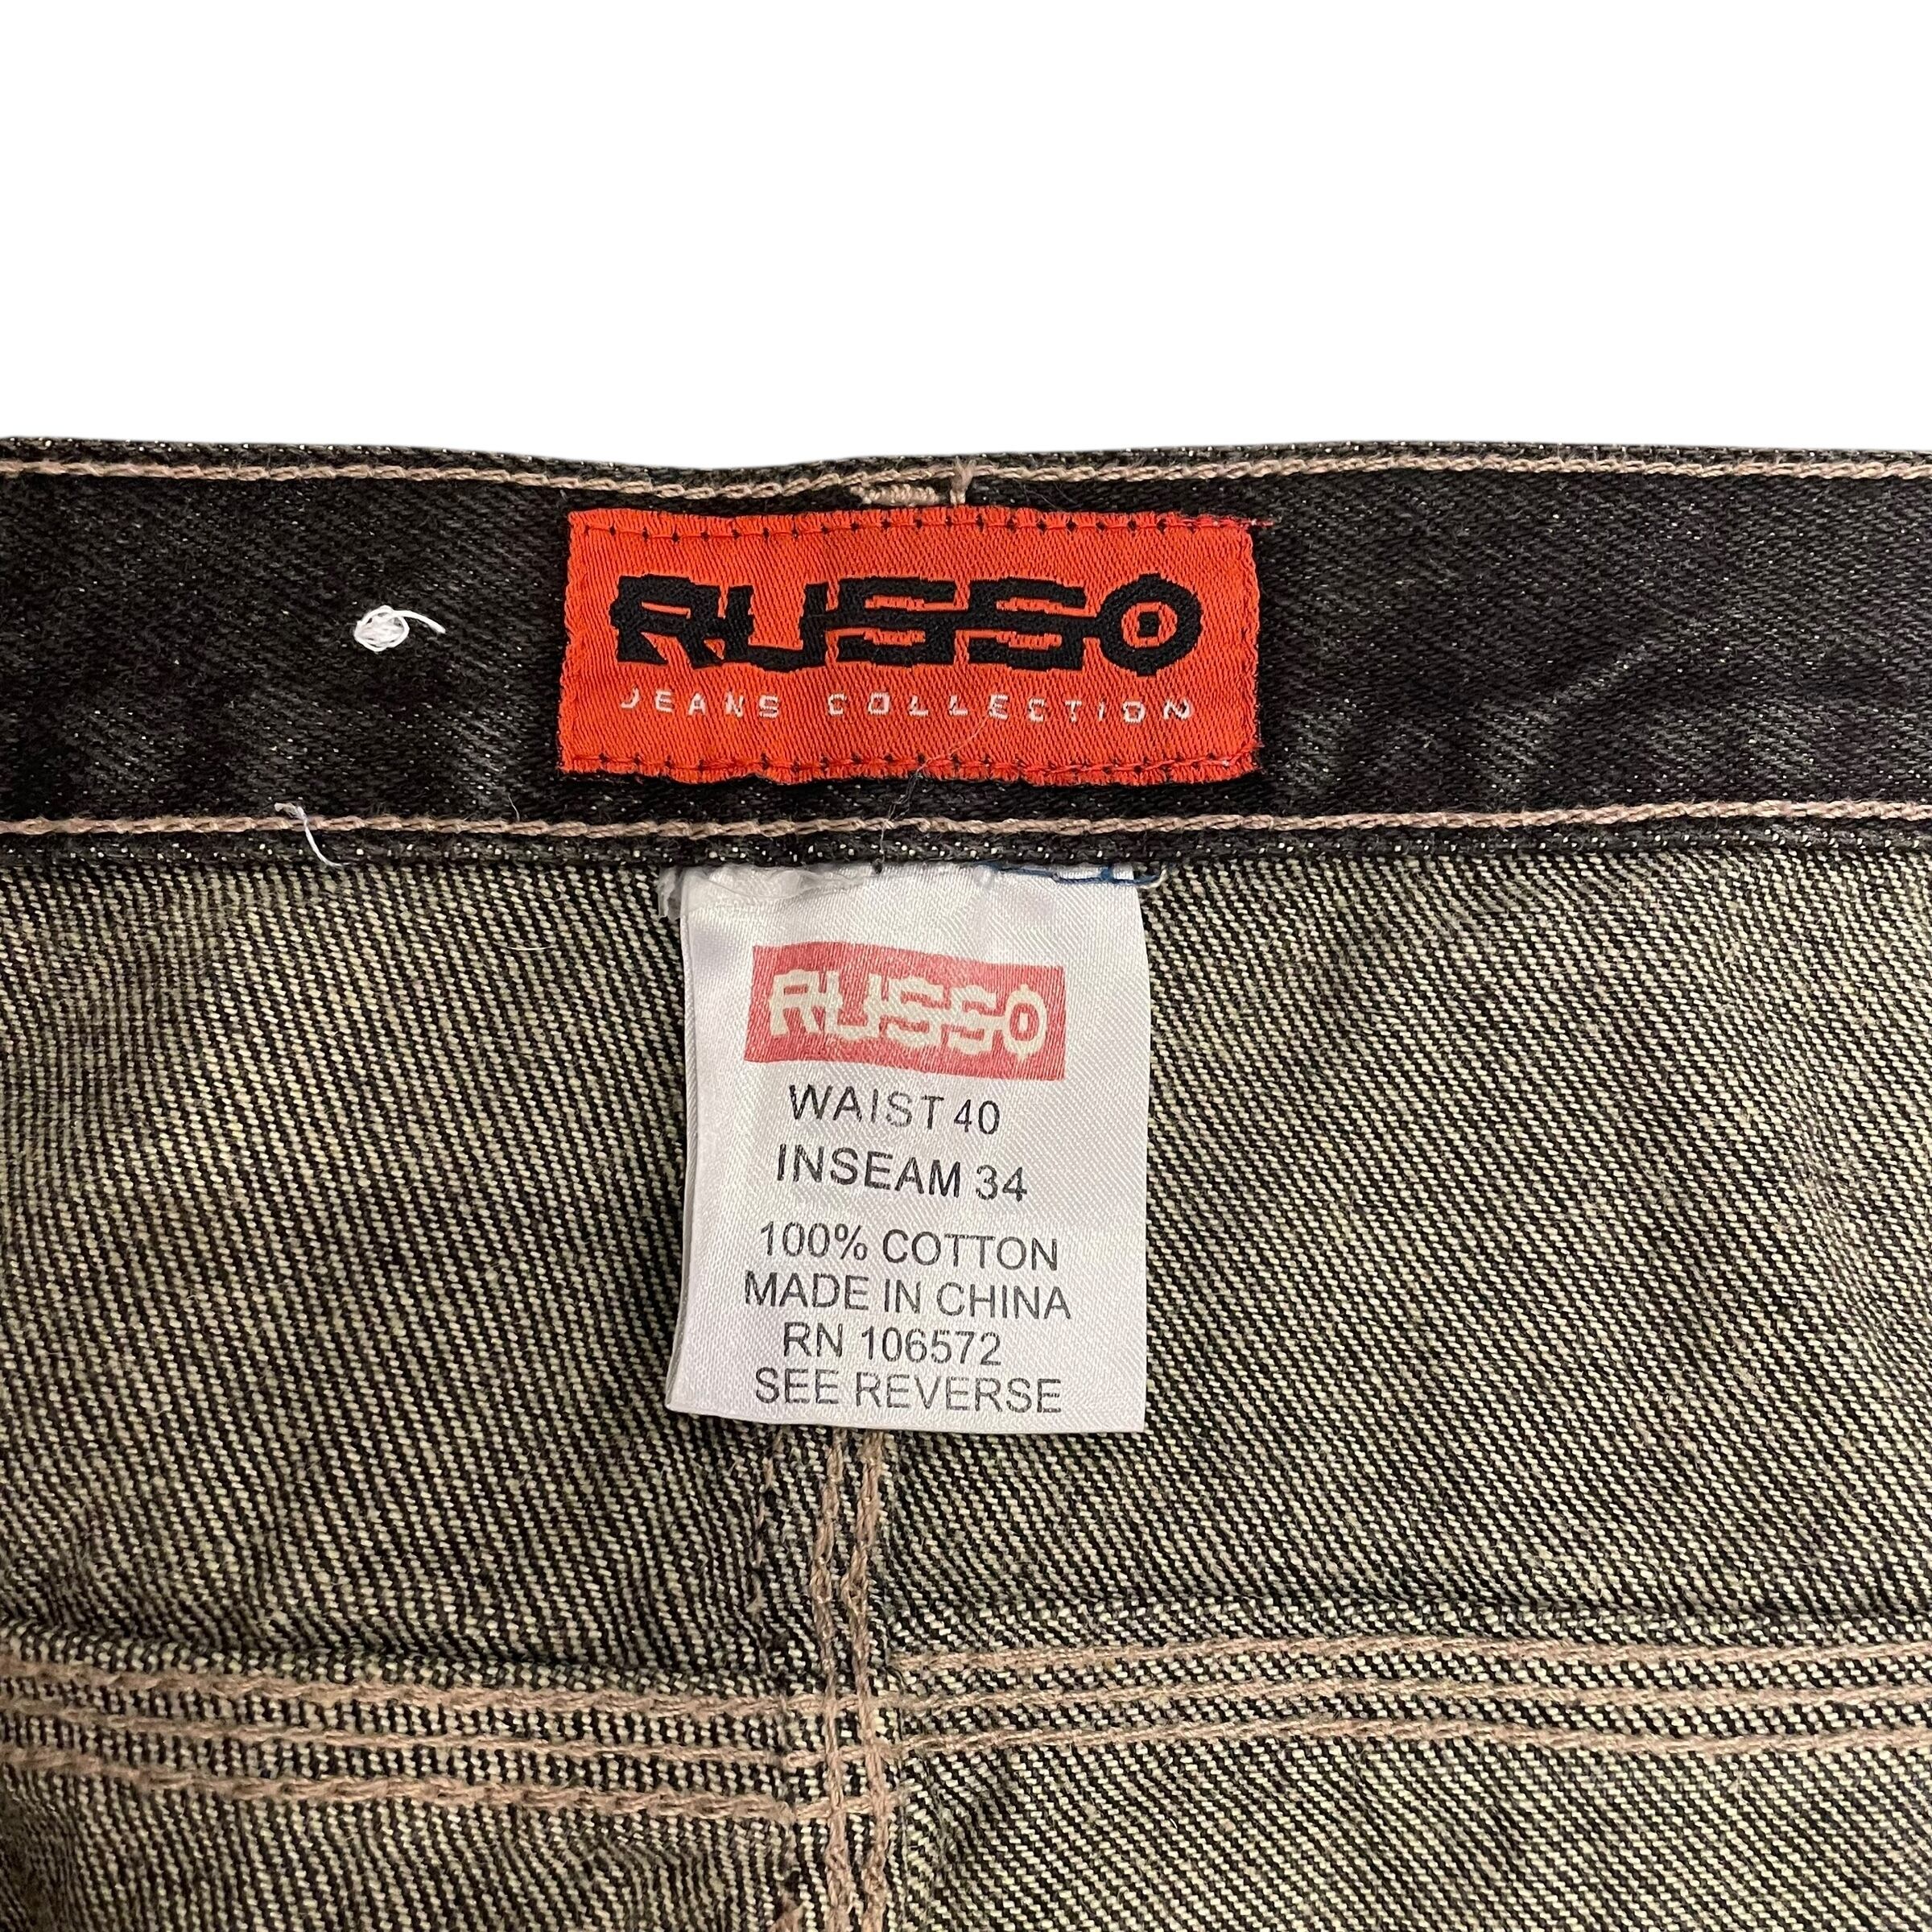 RUSSO
JEANS COLLECTION
RUSSO
WAIST 40
INSEAM 34
100% COTTON
MADE IN CHINA
RN 106572
SEE REVERSE